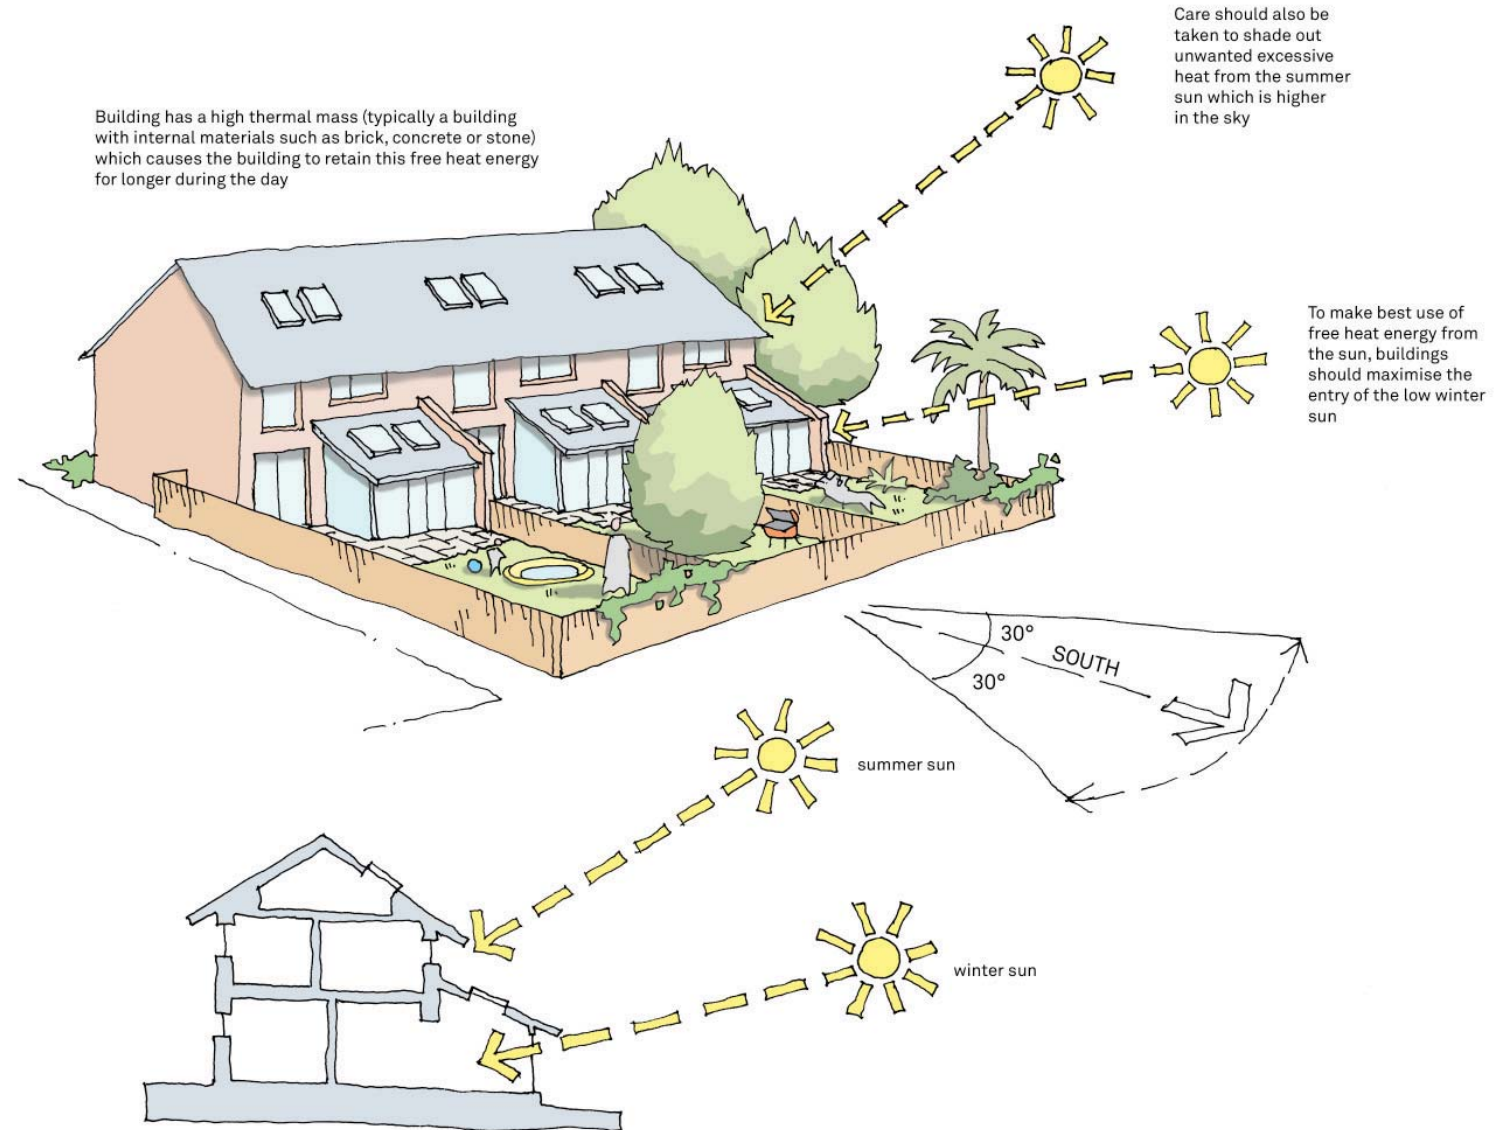 Care should also be
taken to shade out
unwanted excessive
heat from the summer
sun which is higher
in the sky
Building has a high thermal mass (typically a building
with internal materials such as brick, concrete or stone)
which causes the building to retain this free heat energy
for longer during the day
To make best use of
free heat energy from
the sun, buildings
should maximise the
entry of the low winter
sun
30°
SOUTH
30°
summer sun
winter sun